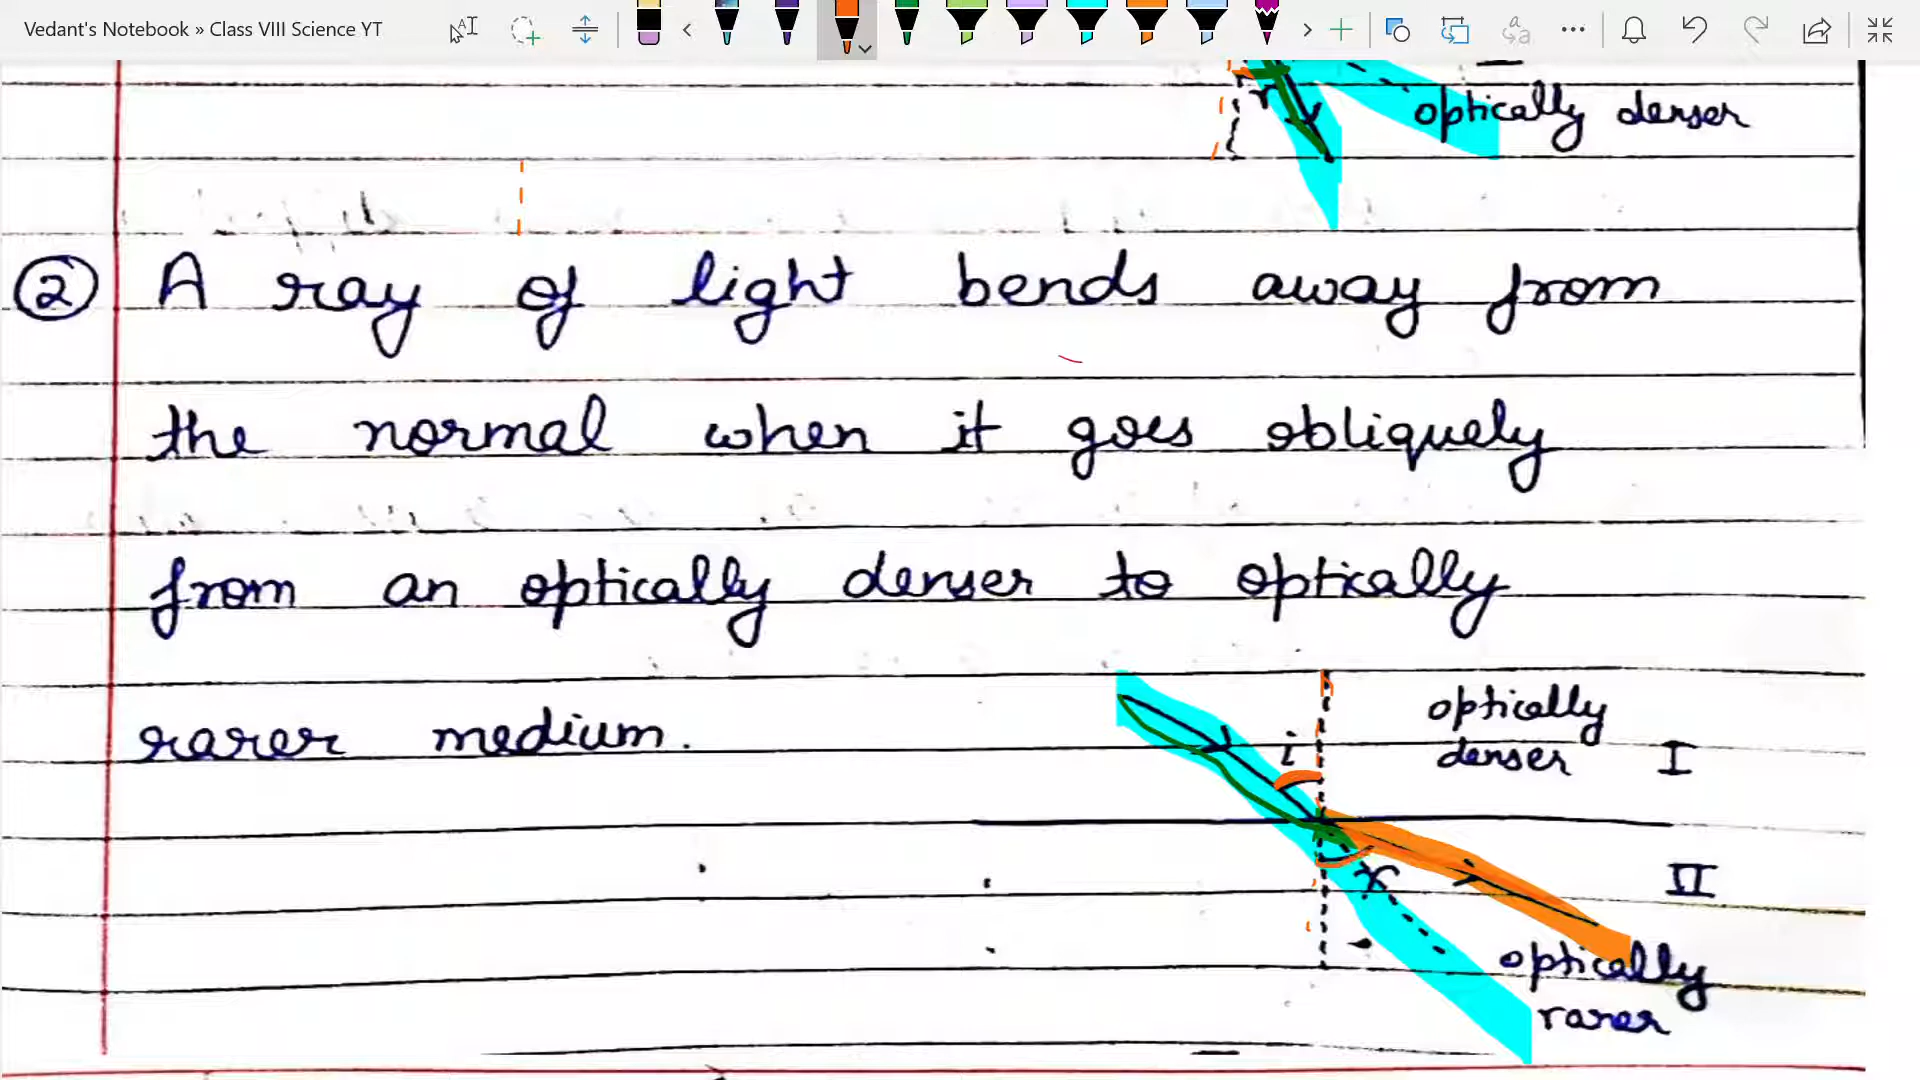 Vedant's Notebook » Class VIII Science YT
r
optically denser
② A ray of light bends away from
the normal when it goes obliquely
from an optically denser to optically
rarer medium.
i
optically
denser I
r
II
optically
rarer